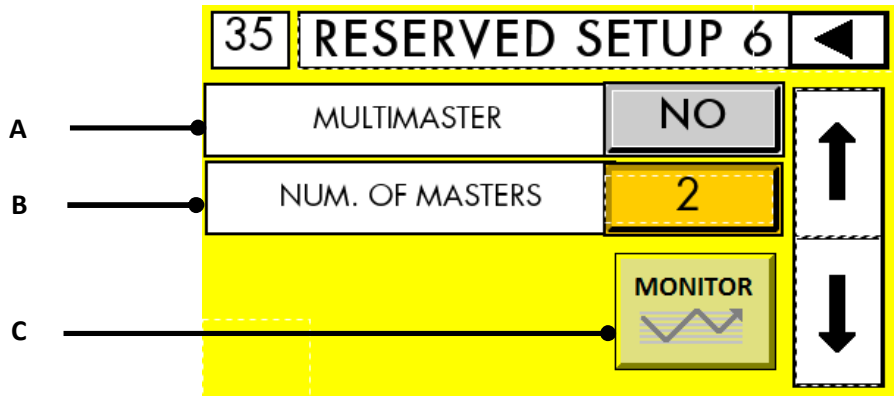 35 RESERVED SETUP 6
A MULTIMASTER NO
B NUM. OF MASTERS 2
MONITOR
C